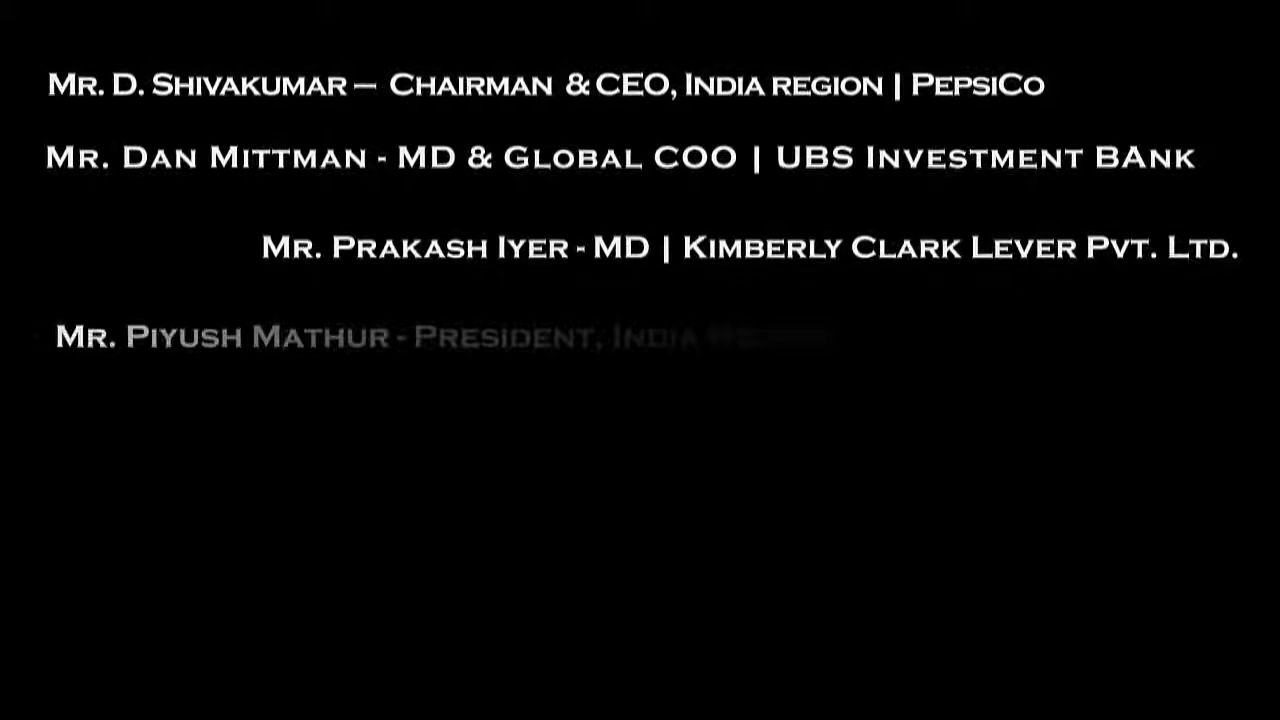 Mr. D. Shivakumar – Chairman & CEO, India region | PepsiCo
Mr. Dan Mittman - MD & Global COO | UBS Investment BAnk
Mr. Prakash Iyer - MD | Kimberly Clark Lever Pvt. Ltd.
Mr. Piyush Mathur - President, India